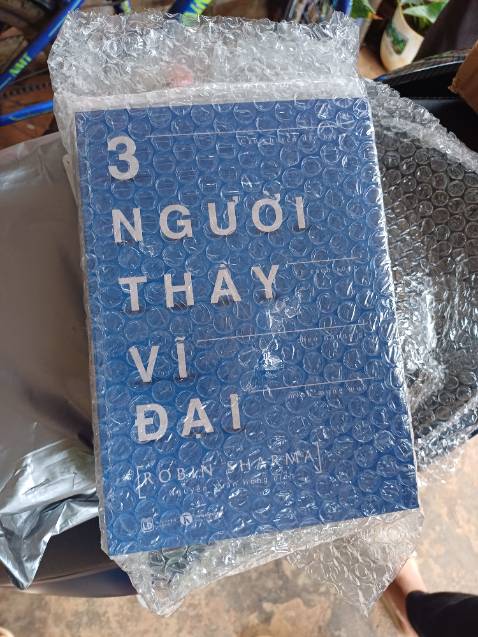 3
NGƯỜI
THẦY
VĨ
ĐẠI
[ROBIN SHARMA]